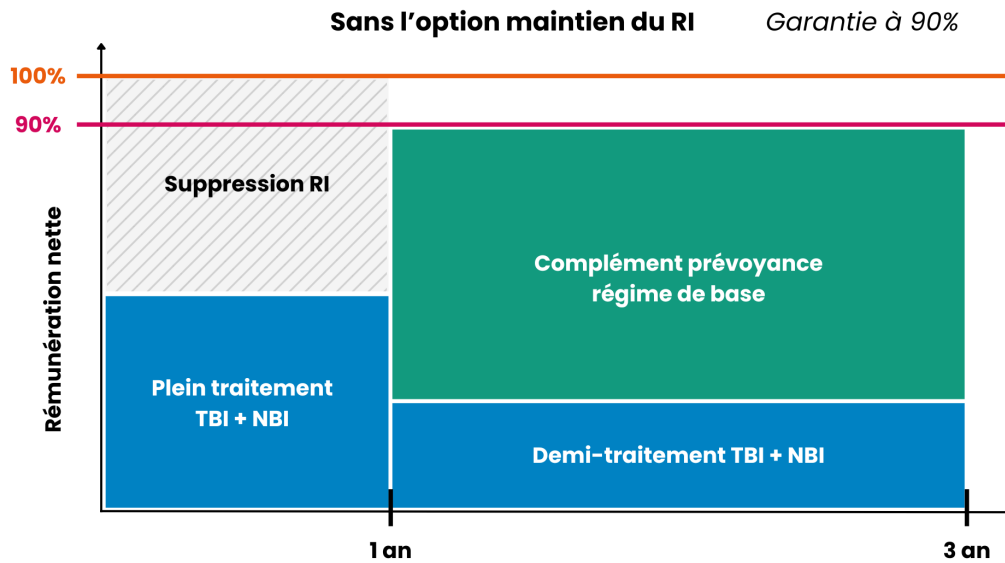 Sans l’option maintien du RI
Garantie à 90%
100%
90%
Rémunération nette
Suppression RI
Plein traitement
TBI + NBI
Complément prévoyance
régime de base
Demi-traitement TBI + NBI
1 an
3 an